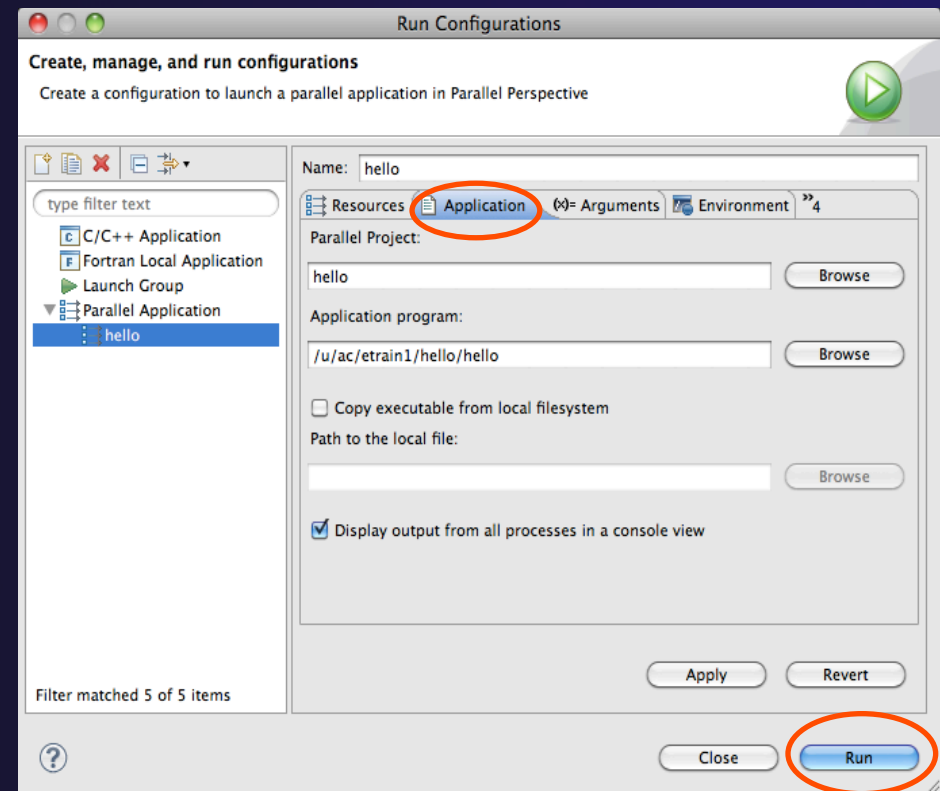 Run Configurations
Create, manage, and run configurations
Create a configuration to launch a parallel application in Parallel Perspective
type filter text
C/C++ Application
Fortran Local Application
Launch Group
Parallel Application
hello
Filter matched 5 of 5 items
Name: hello
Resources Application (x)= Arguments Environment »4
Parallel Project:
hello Browse
Application program:
/u/ac/etrain1/hello/hello Browse
Copy executable from local filesystem
Path to the local file:
Browse
Display output from all processes in a console view
Apply Revert
? Close Run